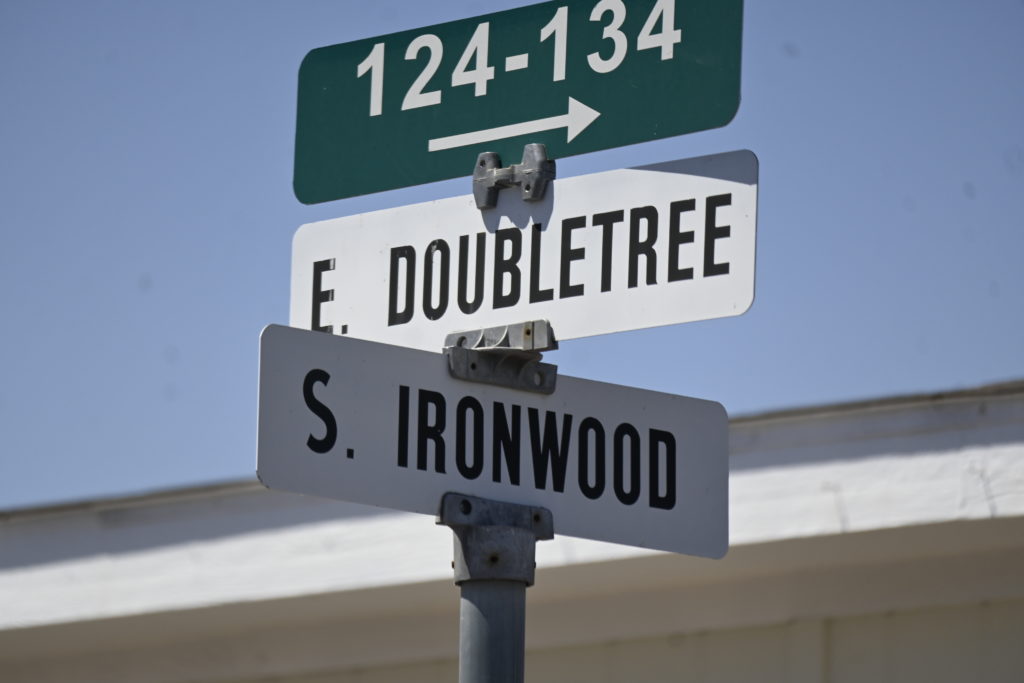 124-134
E. DOUBLETREE
S. IRONWOOD